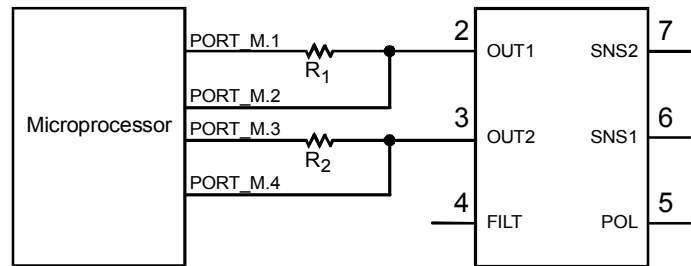 PORT_M.1
R1
2
OUT1
SNS2
7
PORT_M.2
Microprocessor
PORT_M.3
R2
3
OUT2
SNS1
6
PORT_M.4
4
FILT
POL
5